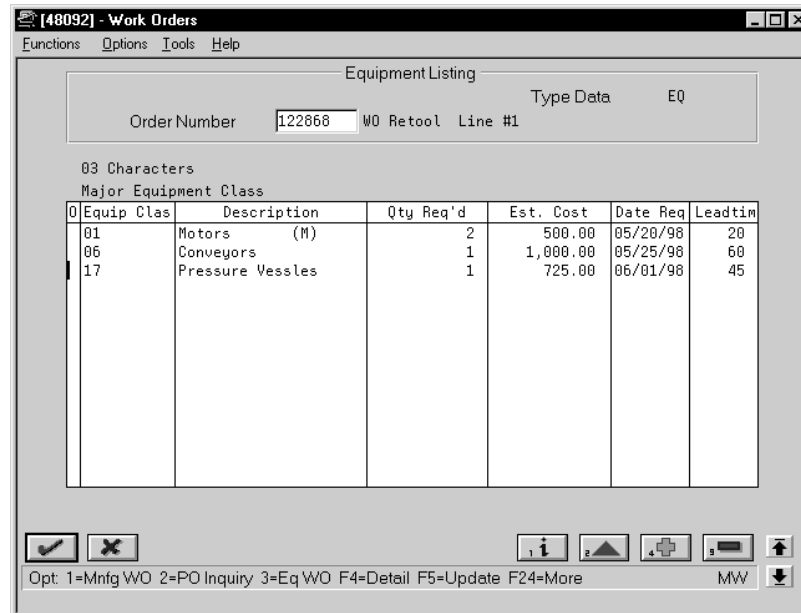 [48092] - Work Orders
Functions Options Tools Help
Equipment Listing
Type Data EQ
Order Number 122868 WO Retool Line #1
03 Characters
Major Equipment Class
O Equip Clas Description Qty Req'd Est. Cost Date Req Leadtim
01 Motors (M) 2 500.00 05/20/98 20
06 Conveyors 1 1,000.00 05/25/98 60
17 Pressure Vessles 1 725.00 06/01/98 45
1 i 2 4 9
Opt: 1=Mnfg WO 2=PO Inquiry 3=Eq WO F4=Detail F5=Update F24=More MW